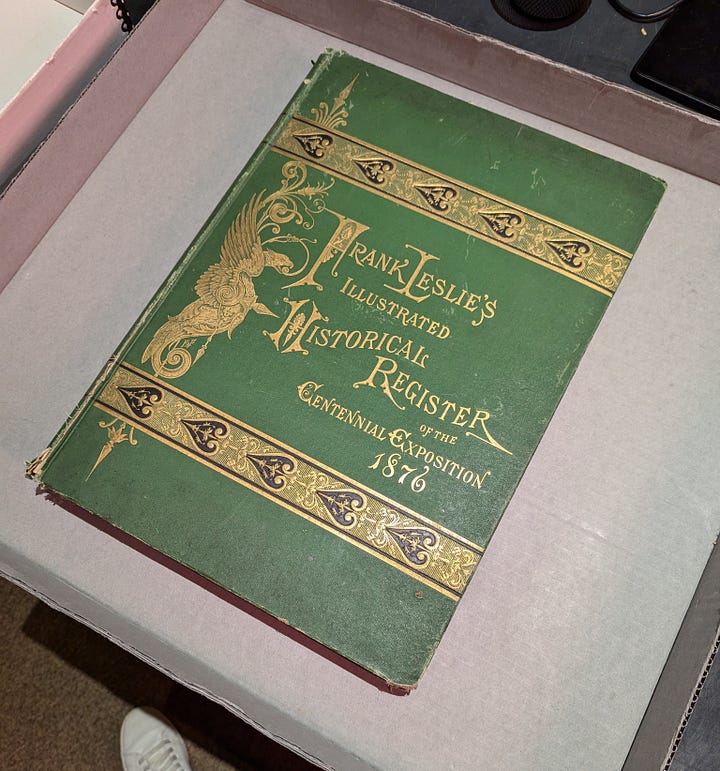 FRANK LESLIE'S
ILLUSTRATED
HISTORICAL
REGISTER
OF THE
CENTENNIAL EXPOSITION
1876